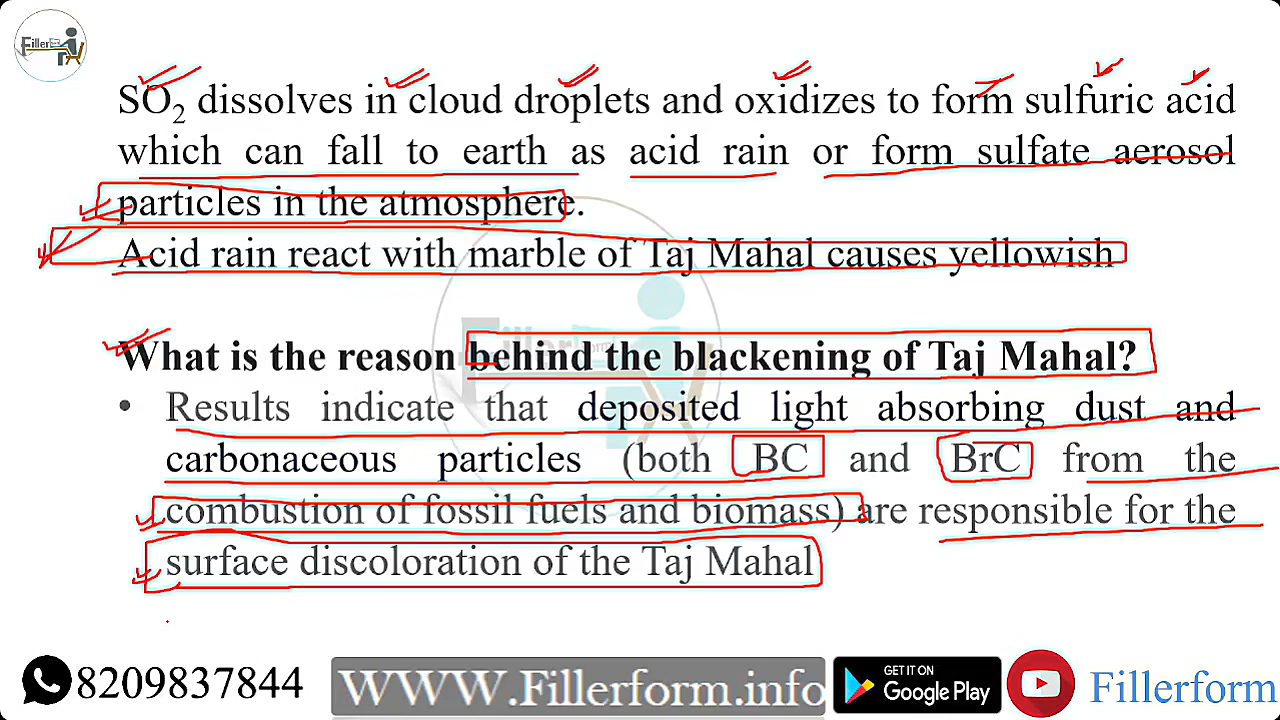 Fillerform
SO2 dissolves in cloud droplets and oxidizes to form sulfuric acid
which can fall to earth as acid rain or form sulfate aerosol
particles in the atmosphere.
Acid rain react with marble of Taj Mahal causes yellowish
What is the reason behind the blackening of Taj Mahal?
• Results indicate that deposited light absorbing dust and
carbonaceous particles (both BC and BrC from the
combustion of fossil fuels and biomass) are responsible for the
surface discoloration of the Taj Mahal
8209837844
WWW.Fillerform.info
GET IT ON
Google Play
Fillerform